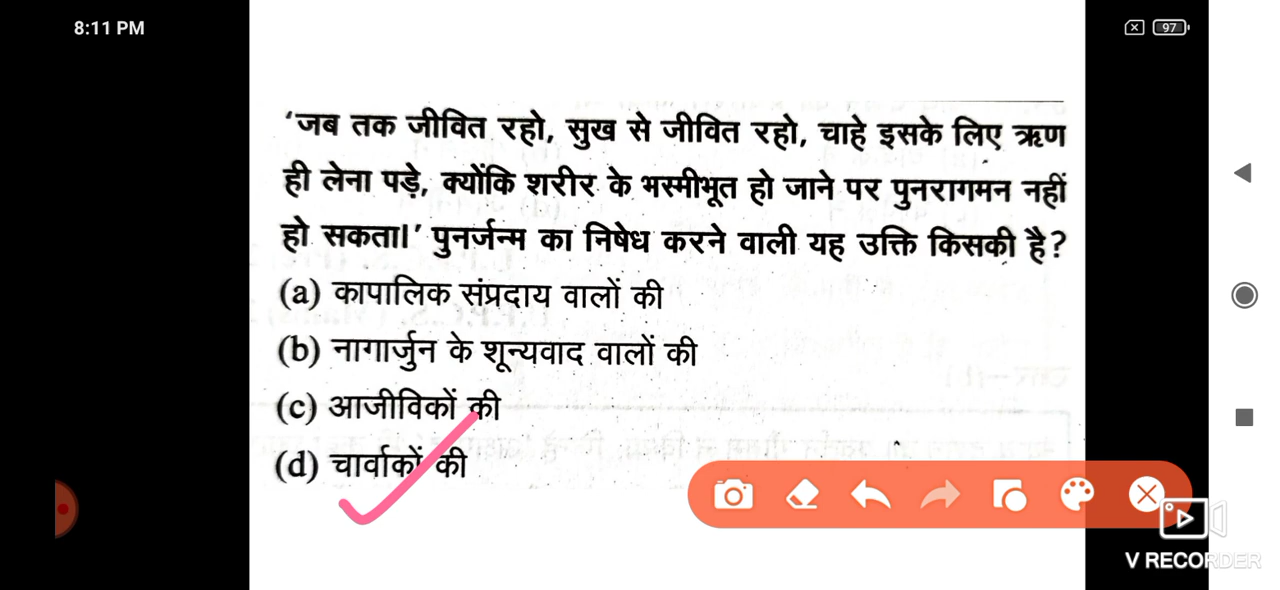 8:11 PM
97
‘जब तक जीवित रहो, सुख से जीवित रहो, चाहे इसके लिए ऋण
ही लेना पड़े, क्योंकि शरीर के भस्मीभूत हो जाने पर पुनरागमन नहीं
हो सकता।’ पुनर्जन्म का निषेध करने वाली यह उक्ति किसकी है?
(a) कापालिक संप्रदाय वालों की
(b) नागार्जुन के शून्यवाद वालों की
(c) आजीविकों की
(d) चार्वाकों की
V RECORDER